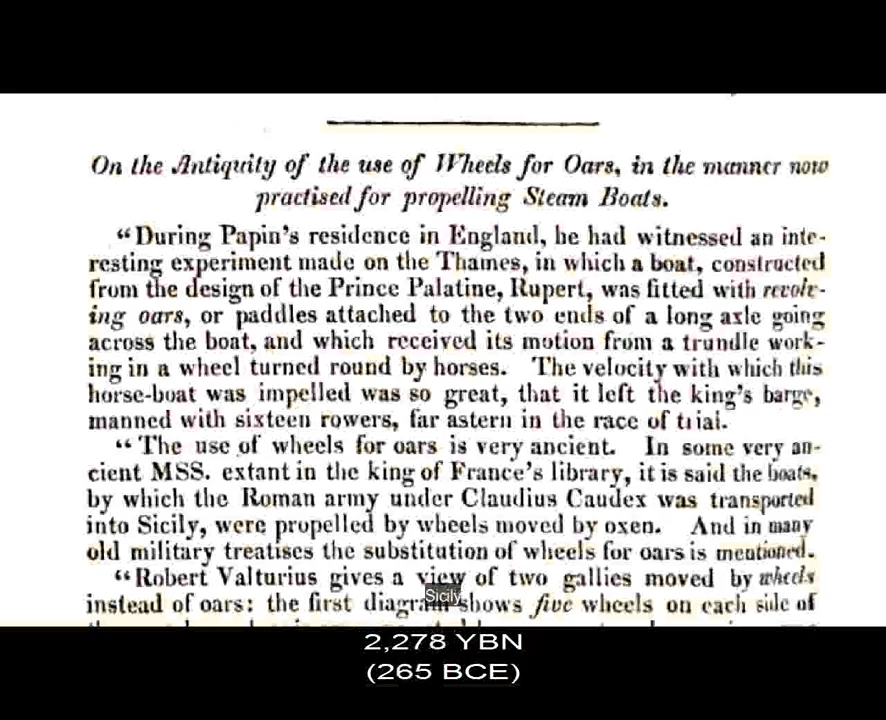 On the Antiquity of the use of Wheels for Oars, in the manner now
practised for propelling Steam Boats.
"During Papin's residence in England, he had witnessed an inte-
resting experiment made on the Thames, in which a boat, constructed
from the design of the Prince Palatine, Rupert, was fitted with revolv-
ing oars, or paddles attached to the two ends of a long axle going
across the boat, and which received its motion from a trundle work-
ing in a wheel turned round by horses. The velocity with which this
horse-boat was impelled was so great, that it left the king's barge,
manned with sixteen rowers, far astern in the race of trial.
"The use of wheels for oars is very ancient. In some very an-
cient MSS. extant in the king of France's library, it is said the boats,
by which the Roman army under Claudius Caudex was transported
into Sicily, were propelled by wheels moved by oxen. And in many
old military treatises the substitution of wheels for oars is mentioned.
"Robert Valturius gives a view of two gallies moved by wheels
instead of oars: the first diagram shows five wheels on each side of
Sicily
2,278 YBN
(265 BCE)